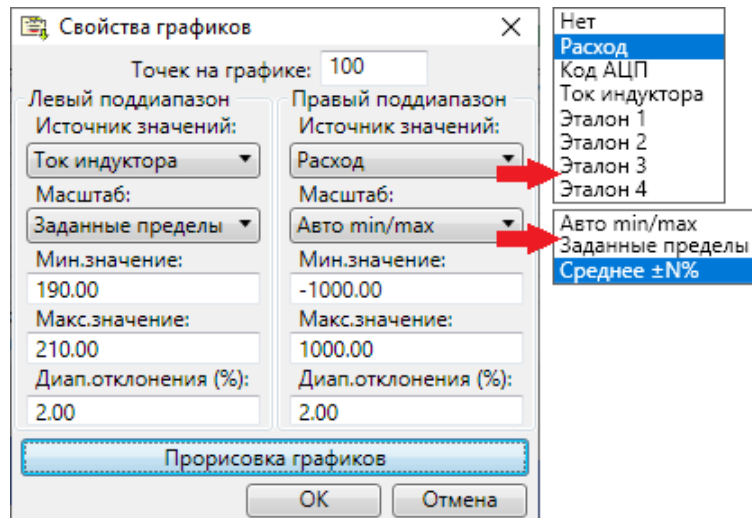 Свойства графиков
Точек на графике: 100
Левый поддиапазон
Источник значений:
Ток индуктора
Масштаб:
Заданные пределы
Мин.значение:
190.00
Макс.значение:
210.00
Диап.отклонения (%):
2.00
Правый поддиапазон
Источник значений:
Расход
Масштаб:
Авто min/max
Мин.значение:
-1000.00
Макс.значение:
1000.00
Диап.отклонения (%):
2.00
Прорисовка графиков
OK
Отмена
Нет
Расход
Код АЦП
Ток индуктора
Эталон 1
Эталон 2
Эталон 3
Эталон 4
Авто min/max
Заданные пределы
Среднее ±N%